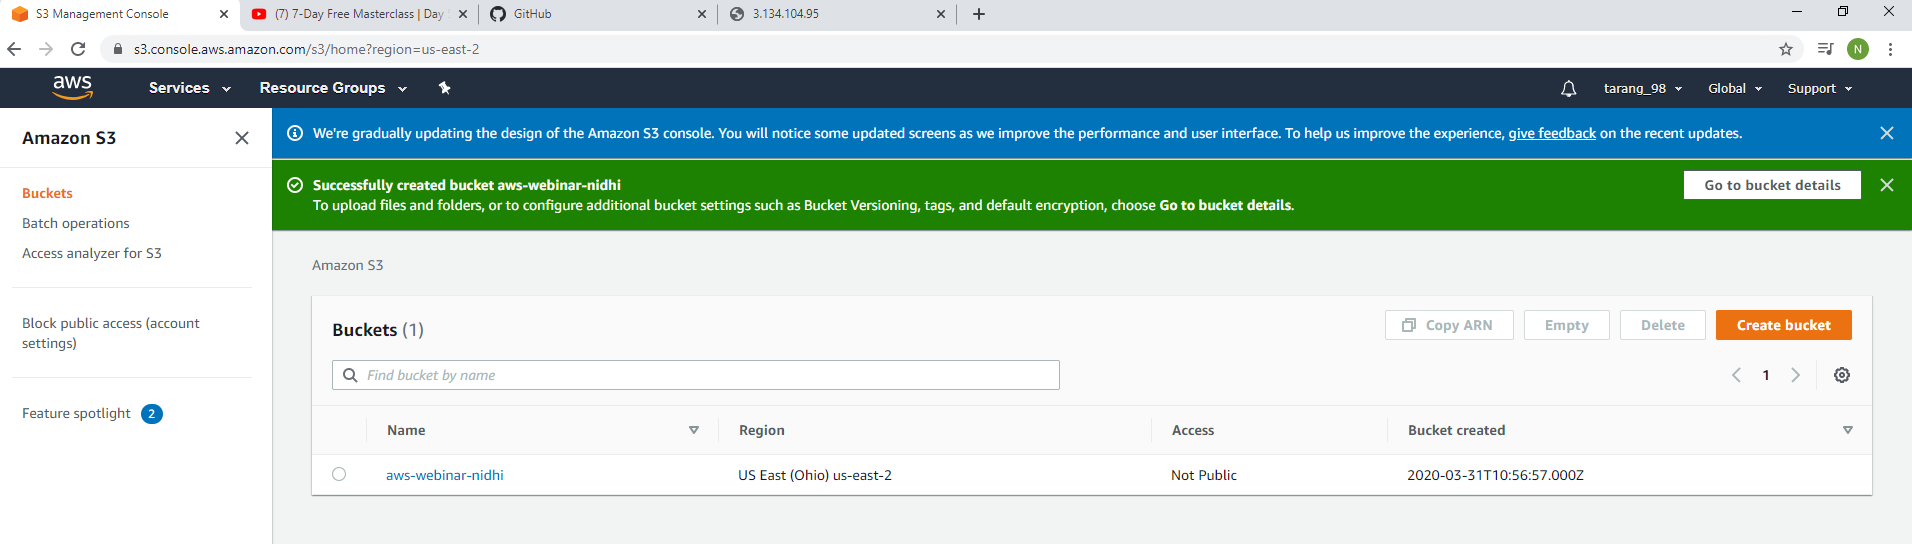 S3 Management Console
(7) 7-Day Free Masterclass | Day
GitHub
3.134.104.95
s3.console.aws.amazon.com/s3/home?region=us-east-2
N
aws
Services
Resource Groups
tarang_98
Global
Support
Amazon S3
We're gradually updating the design of the Amazon S3 console. You will notice some updated screens as we improve the performance and user interface. To help us improve the experience, give feedback on the recent updates.
Successfully created bucket aws-webinar-nidhi
To upload files and folders, or to configure additional bucket settings such as Bucket Versioning, tags, and default encryption, choose Go to bucket details.
Go to bucket details
Buckets
Batch operations
Access analyzer for S3
Block public access (account
settings)
Feature spotlight 2
Amazon S3
Buckets (1)
Copy ARN
Empty
Delete
Create bucket
Find bucket by name
1
Name
Region
Access
Bucket created
aws-webinar-nidhi
US East (Ohio) us-east-2
Not Public
2020-03-31T10:56:57.000Z